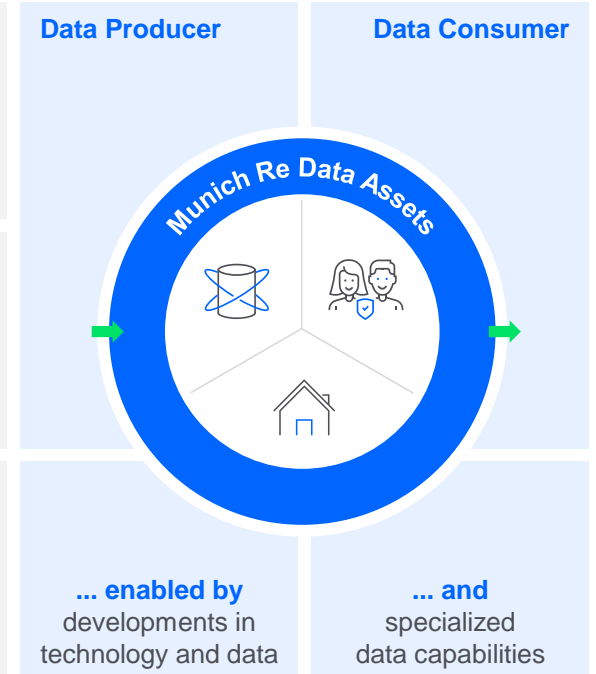 Data Producer
Data Consumer
Munich Re Data Assets
... enabled by
developments in
technology and data
... and
specialized
data capabilities